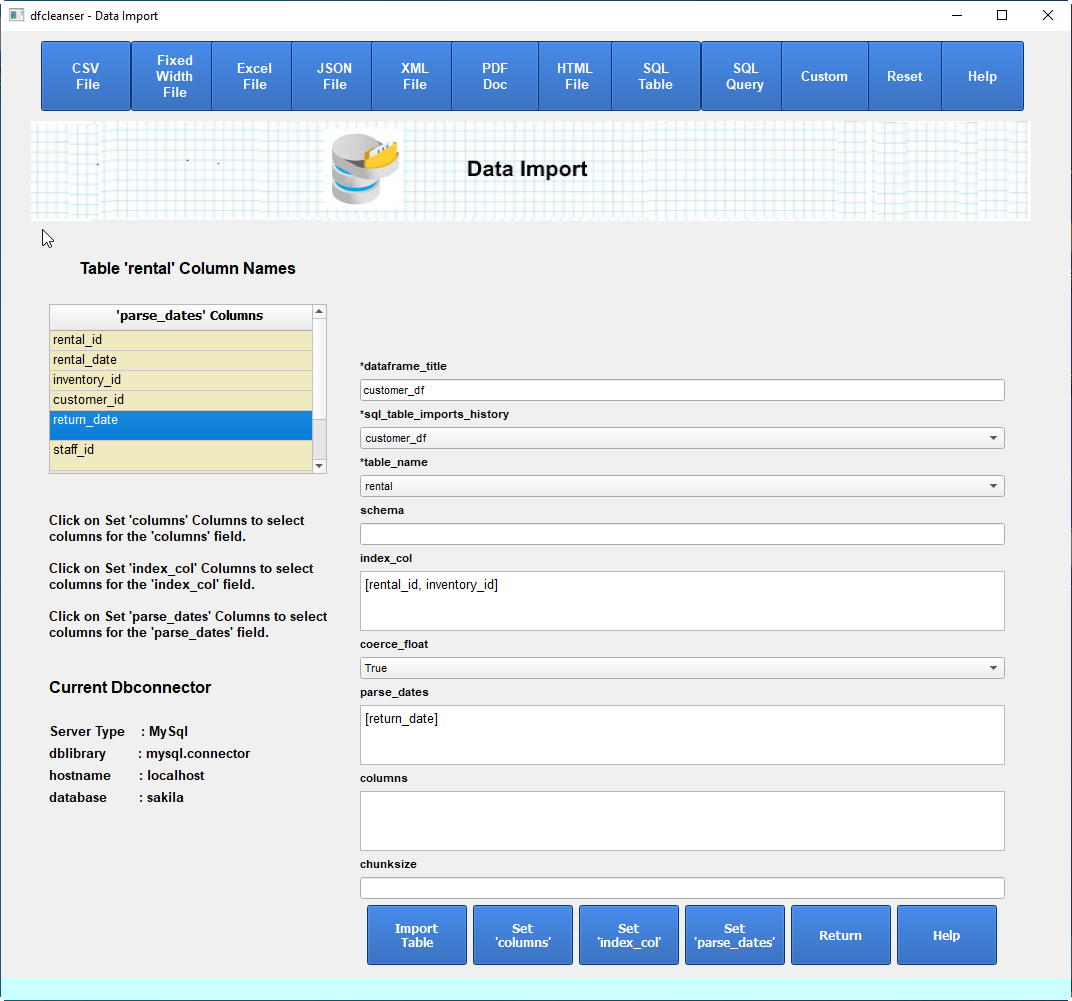 dfcleanser - Data Import
CSV
File
Fixed
Width
File
Excel
File
JSON
File
XML
File
PDF
Doc
HTML
File
SQL
Table
SQL
Query
Custom
Reset
Help
Data Import
Table 'rental' Column Names
'parse_dates' Columns
rental_id
rental_date
inventory_id
customer_id
return_date
staff_id
Click on Set 'columns' Columns to select
columns for the 'columns' field.
Click on Set 'index_col' Columns to select
columns for the 'index_col' field.
Click on Set 'parse_dates' Columns to select
columns for the 'parse_dates' field.
Current Dbconnector
Server Type : MySql
dblibrary : mysql.connector
hostname : localhost
database : sakila
*dataframe_title
customer_df
*sql_table_imports_history
customer_df
*table_name
rental
schema
index_col
[rental_id, inventory_id]
coerce_float
True
parse_dates
[return_date]
columns
chunksize
Import
Table
Set
'columns'
Set
'index_col'
Set
'parse_dates'
Return
Help